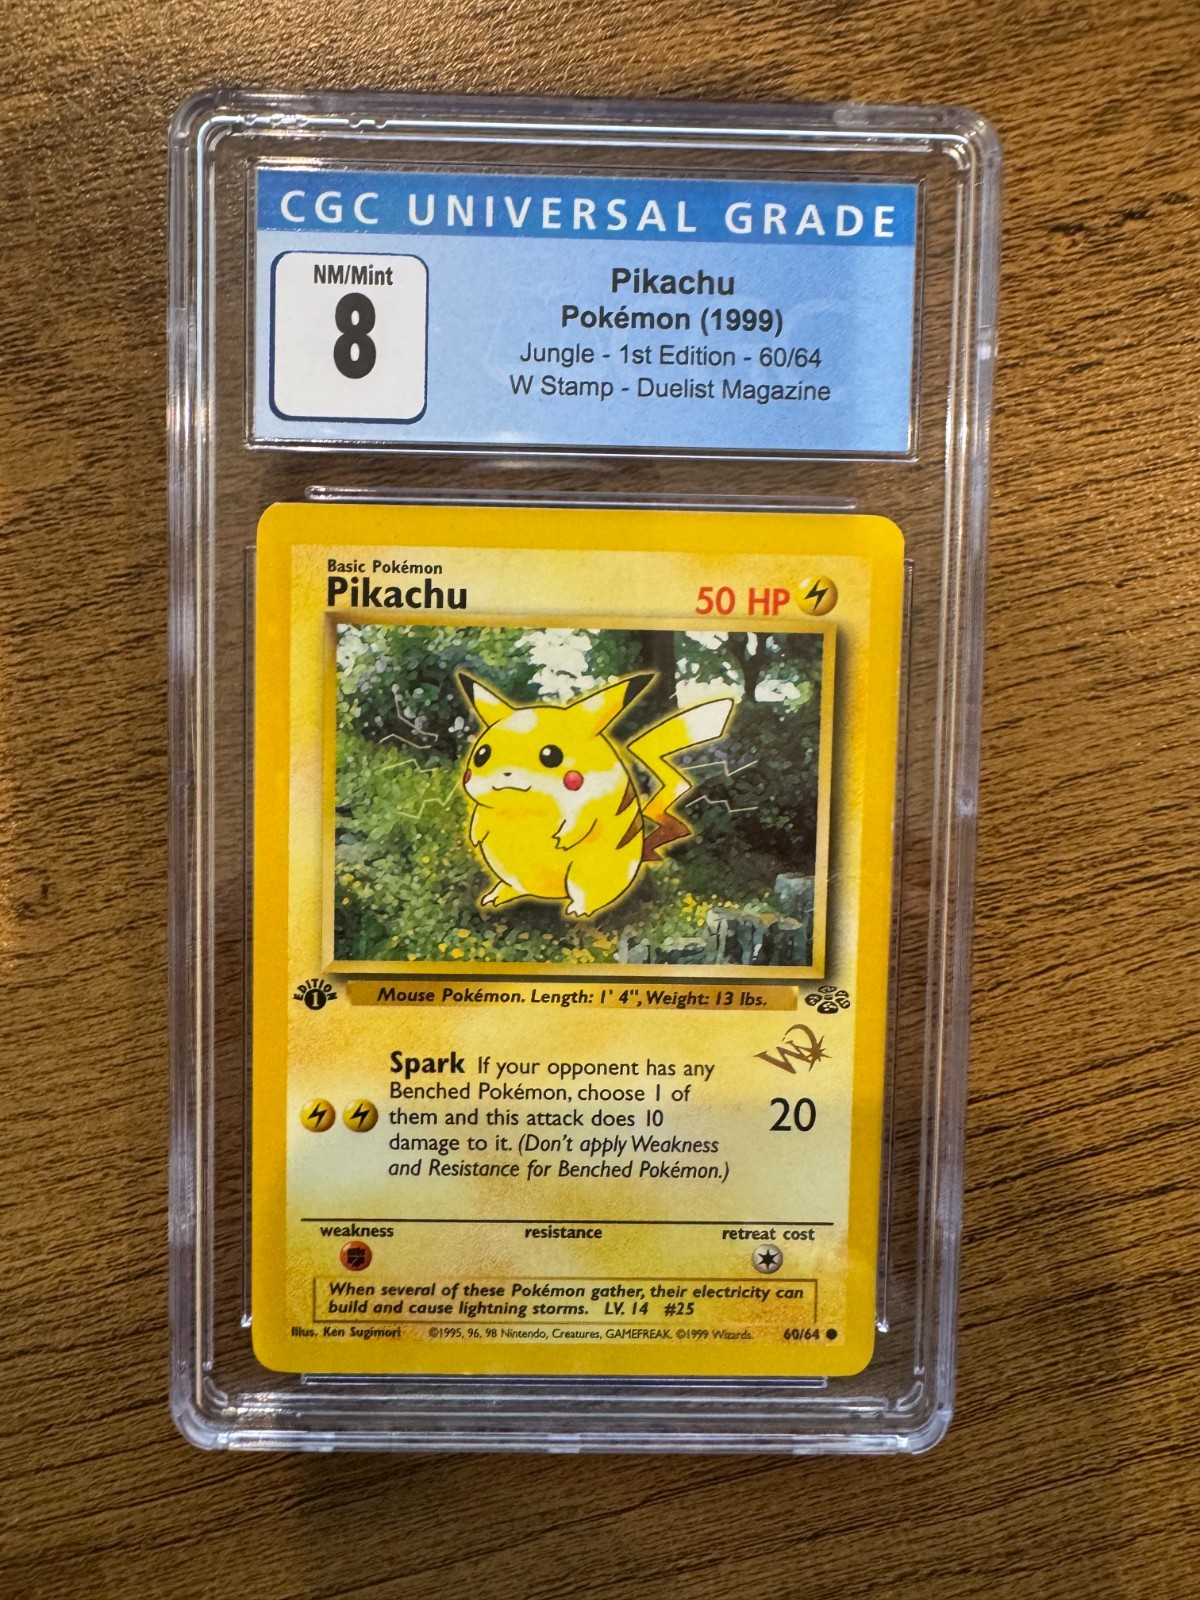 CGC UNIVERSAL GRADE
NM/Mint
8
Pikachu
Pokémon (1999)
Jungle - 1st Edition - 60/64
W Stamp - Duelist Magazine
Basic Pokémon
Pikachu
50 HP
EDITION
1
Mouse Pokémon. Length: 1' 4", Weight: 13 lbs.
W
Spark If your opponent has any
Benched Pokémon, choose 1 of
them and this attack does 10
damage to it. (Don't apply Weakness
and Resistance for Benched Pokémon.)
20
weakness
resistance
retreat cost
When several of these Pokémon gather, their electricity can
build and cause lightning storms. LV. 14 #25
Illus. Ken Sugimori ©1995, 96, 98 Nintendo, Creatures, GAMEFREAK. ©1999 Wizards. 60/64